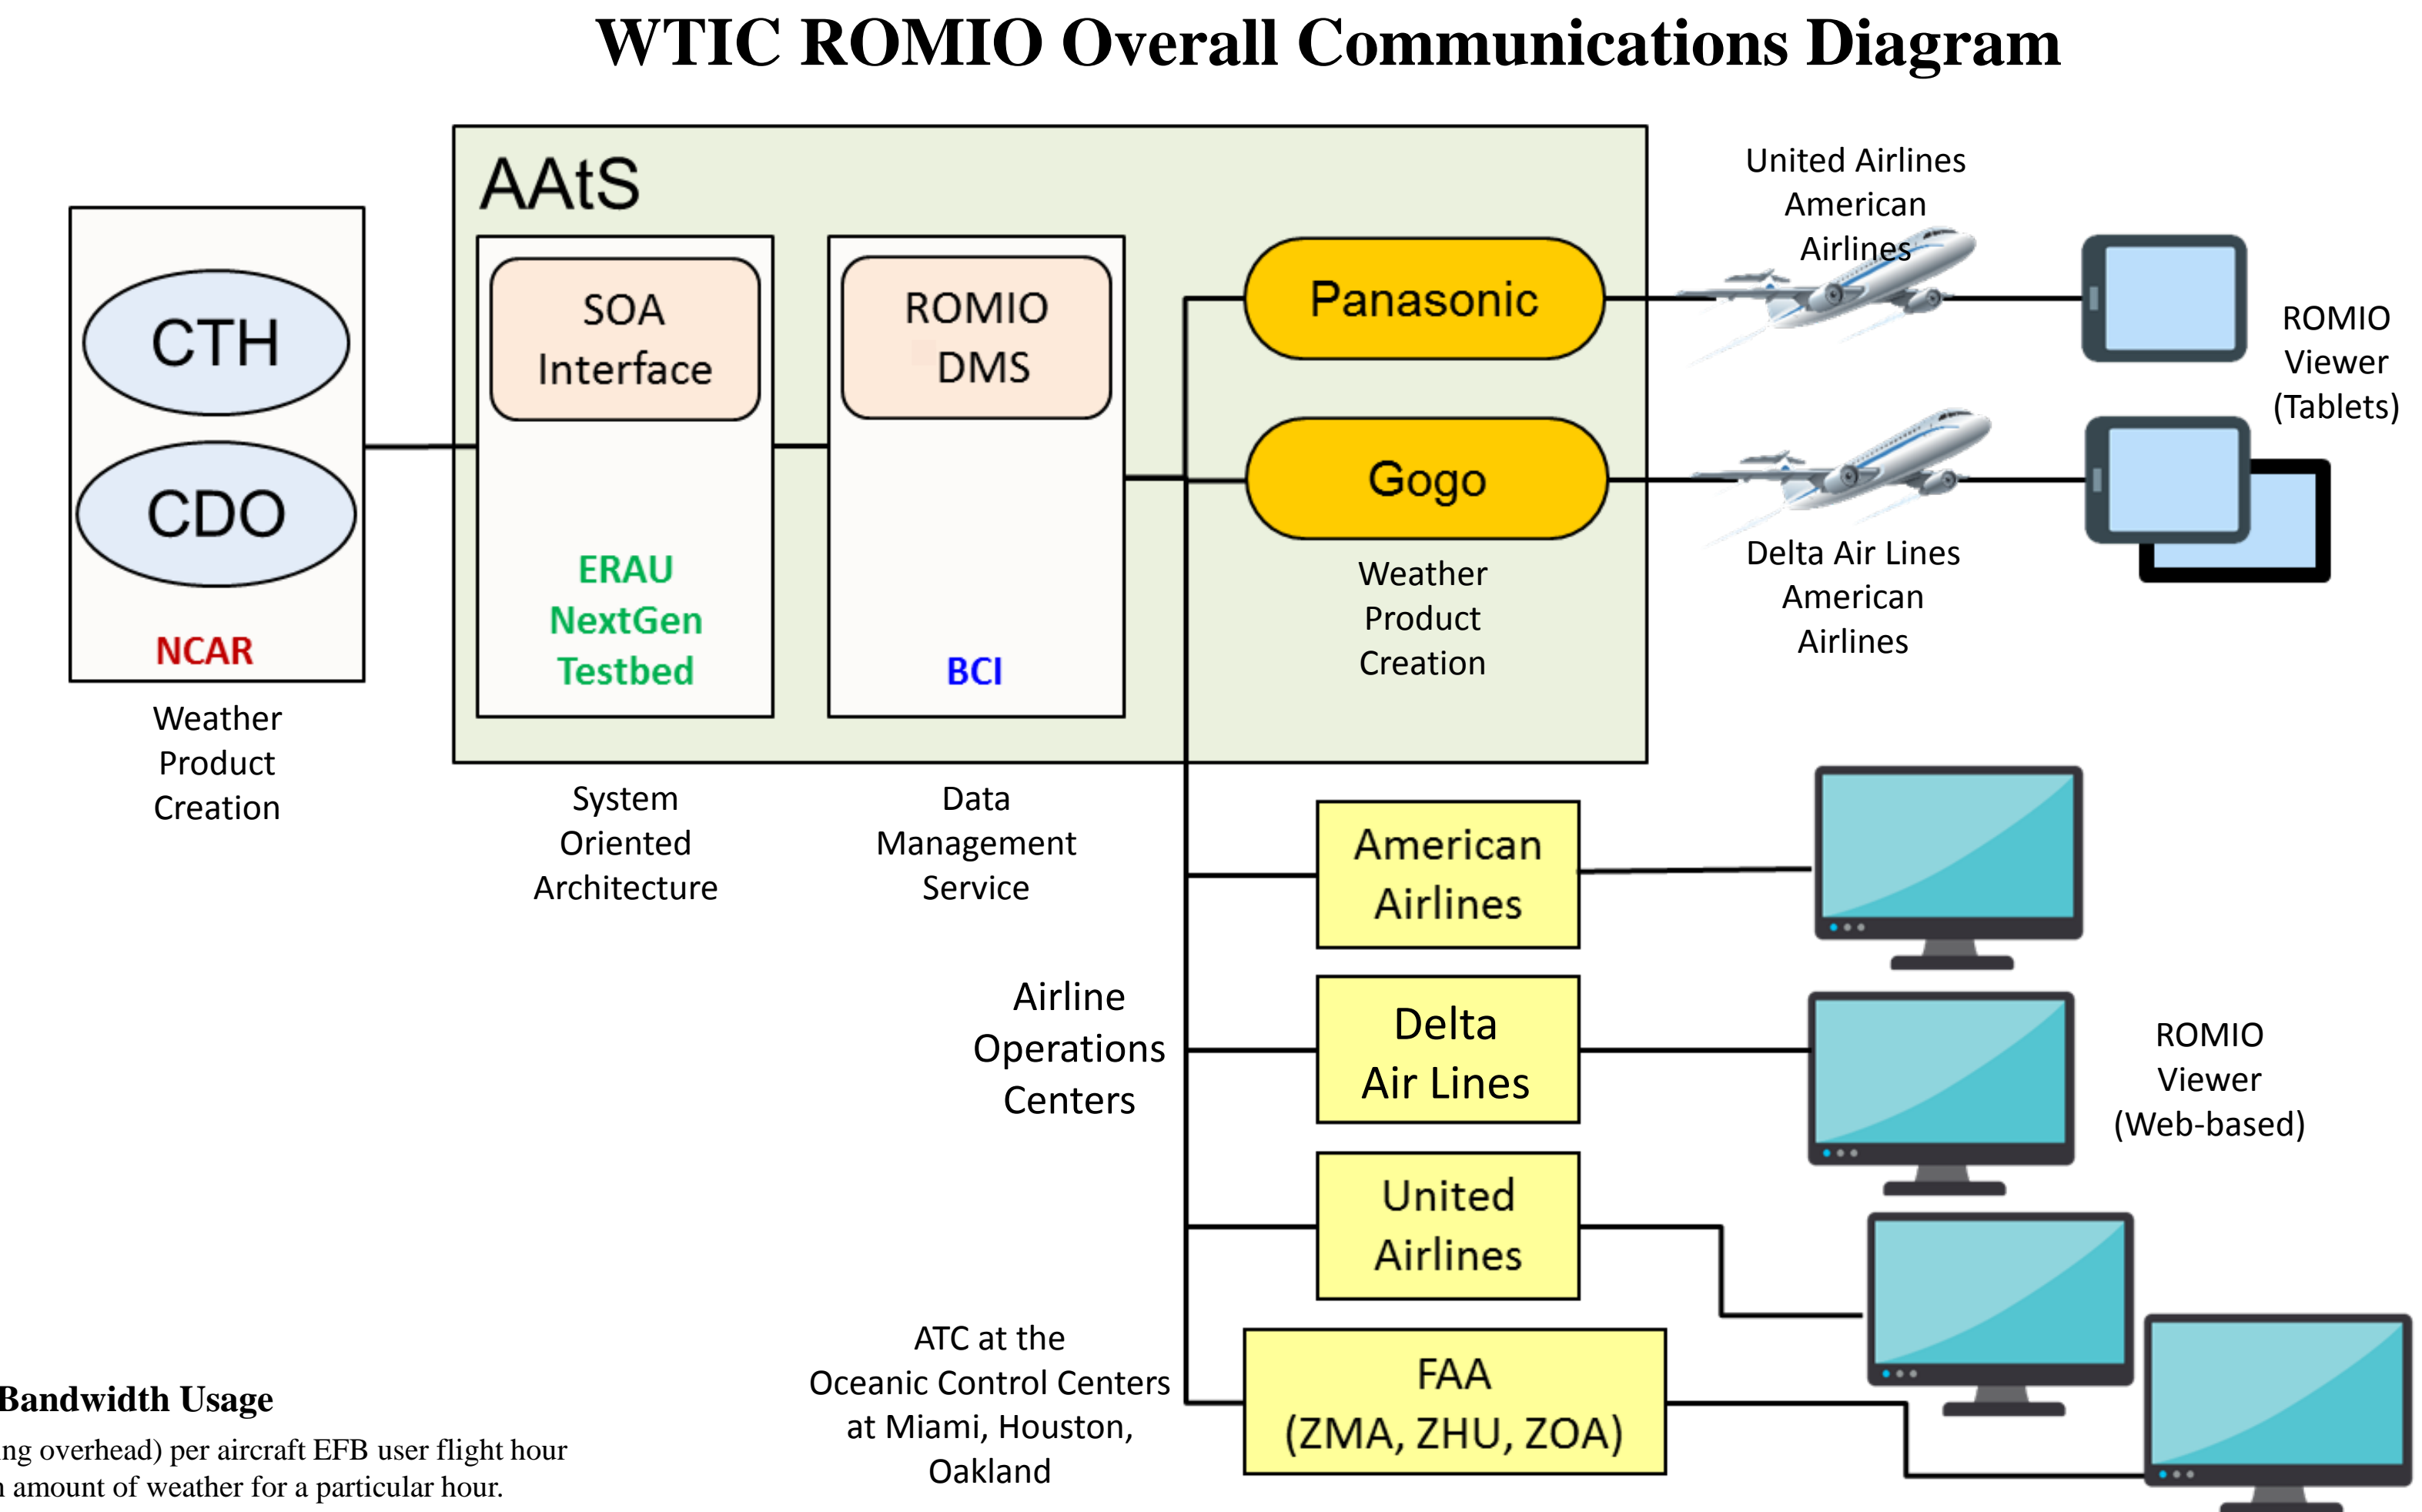 WTIC ROMIO Overall Communications Diagram
AAtS
CTH
CDO
NCAR
Weather
Product
Creation
SOA
Interface
ERAU
NextGen
Testbed
System
Oriented
Architecture
ROMIO
DMS
BCI
Data
Management
Service
Panasonic
Gogo
Weather
Product
Creation
United Airlines
American
Airlines
Delta Air Lines
American
Airlines
ROMIO
Viewer
(Tablets)
Airline
Operations
Centers
American
Airlines
Delta
Air Lines
United
Airlines
ATC at the
Oceanic Control Centers
at Miami, Houston,
Oakland
FAA
(ZMA, ZHU, ZOA)
ROMIO
Viewer
(Web-based)
Bandwidth Usage
overhead) per aircraft EFB user flight hour
amount of weather for a particular hour.